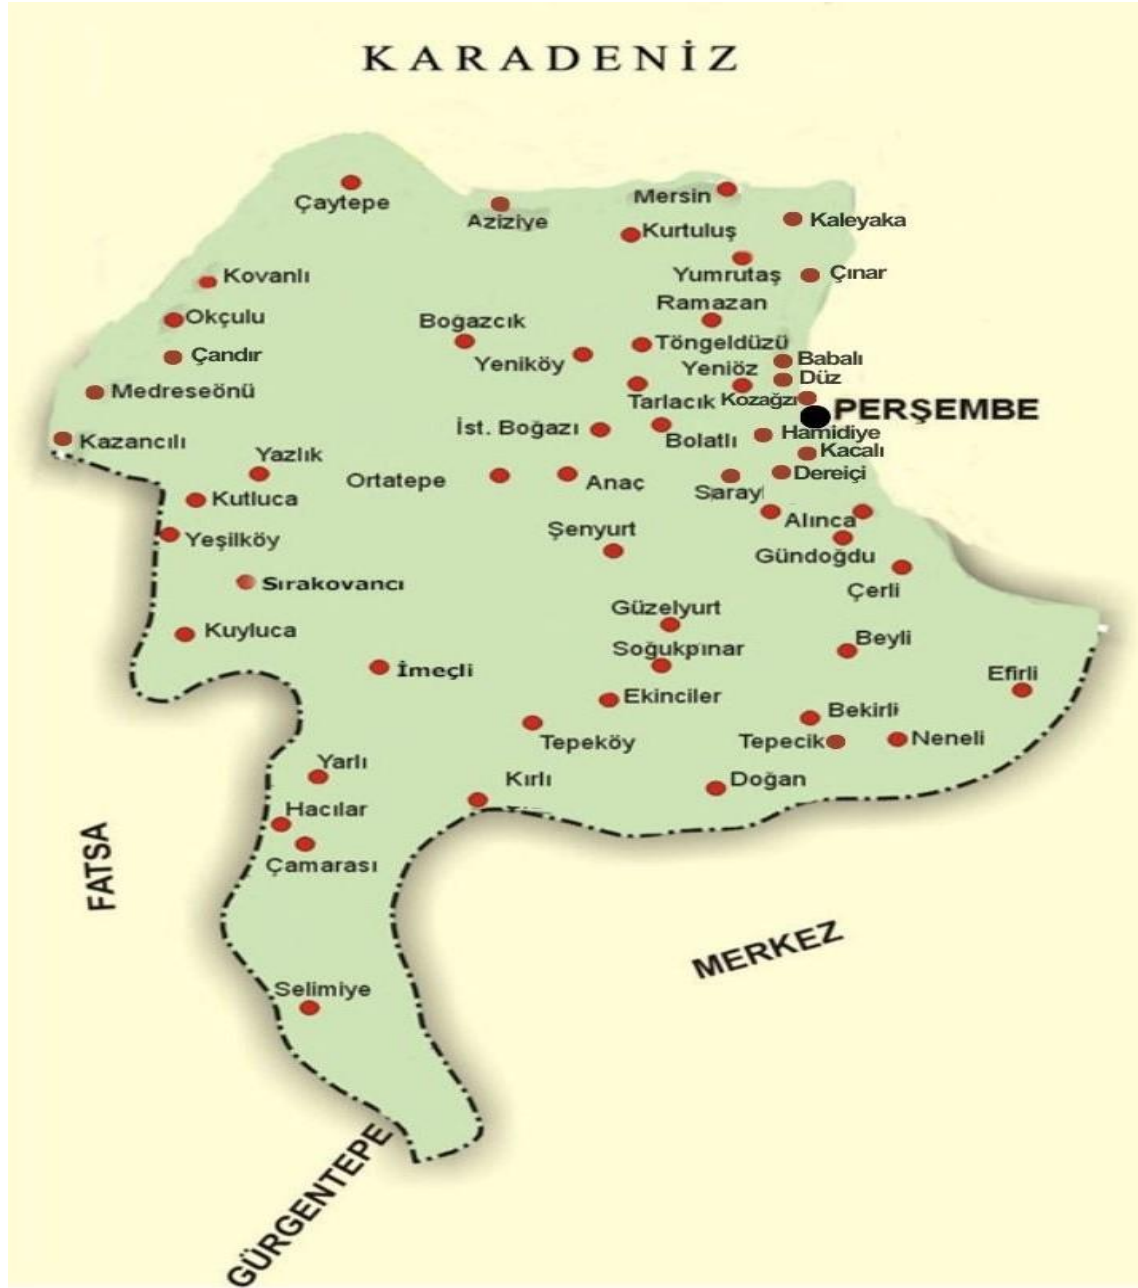 KARADENİZ
Çaytepe
Aziziye
Mersin
Kaleyaka
Kurtuluş
Yumrutaş
Çınar
Kovanlı
Ramazan
Okçulu
Boğazcık
Töngeldüzü
Çandır
Yeniköy
Babalı
Yeniöz
Düz
Medreseönü
Tarlacık
Kozağzı
PERŞEMBE
İst. Boğazı
Bolatlı
Hamidiye
Kazancılı
Kacalı
Yazlık
Ortatepe
Anaç
Dereiçi
Saray
Kutluca
Alınca
Şenyurt
Yeşilköy
Gündoğdu
Sırakovancı
Çerli
Güzelyurt
Kuyluca
Beyli
Soğukpınar
İmeçli
Efirli
Ekinciler
Bekirli
Tepeköy
Tepecik
Neneli
Yarlı
Kırlı
Doğan
Hacılar
Çamarası
FATSA
MERKEZ
Selimiye
GÜRGENTEPE